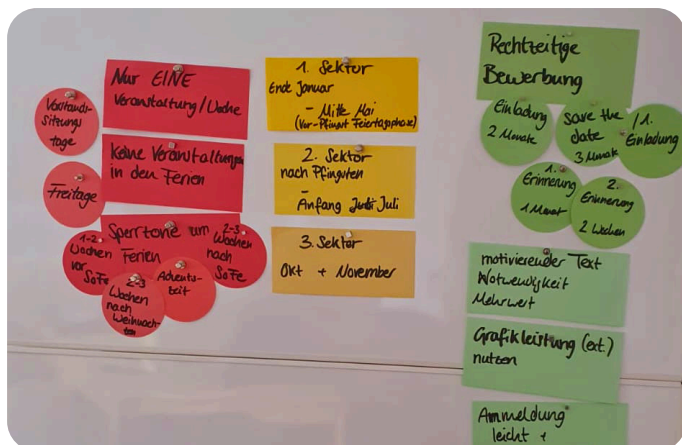 Vorstands-
sitzungs
tage
Freitage
Nur EINE
Veranstaltung/Woche
Keine Veranstaltungen
in den Ferien
Sperrzone um
Ferien
1-2
Wochen
vor
SoFe
2-3
Wochen
nach
Weihnach-
ten
Advents-
zeit
2-3
Wochen
nach
SoFe
1. Sektor
Ende Januar
- Mitte Mai
(Vor-Pfingst Feiertagsphase)
2. Sektor
nach Pfingsten
-
Anfang Juli
3. Sektor
Okt + November
Rechtzeitige
Bewerbung
Einladung
2 Monate
Save the
date
3 Monate
/1.
Einladung
1.
Erinnerung
1 Monat
2.
Erinnerung
2 Wochen
motivierender Text
Notwendigkeit
Mehrwert
Grafikleistung (ext.)
nutzen
Anmeldung
leicht +